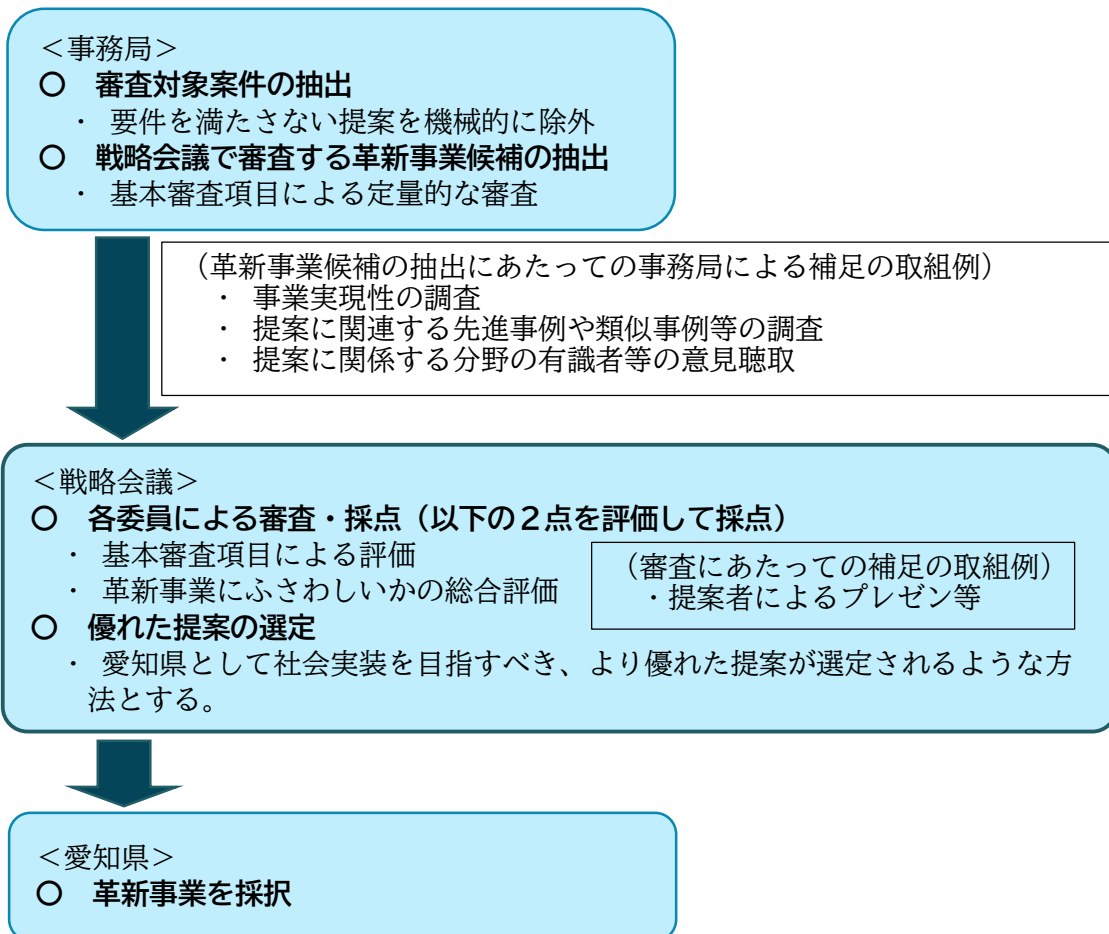 ＜事務局＞
○　審査対象案件の抽出
・ 要件を満たさない提案を機械的に除外
○　戦略会議で審査する革新事業候補の抽出
・ 基本審査項目による定量的な審査
（革新事業候補の抽出にあたっての事務局による補足の取組例）
・ 事業実現性の調査
・ 提案に関連する先進事例や類似事例等の調査
・ 提案に関係する分野の有識者等の意見聴取
＜戦略会議＞
○　各委員による審査・採点（以下の２点を評価して採点）
・ 基本審査項目による評価
・ 革新事業にふさわしいかの総合評価
（審査にあたっての補足の取組例）
・提案者によるプレゼン等
○　優れた提案の選定
・ 愛知県として社会実装を目指すべき、より優れた提案が選定されるような方
法とする。
＜愛知県＞
○　革新事業を採択